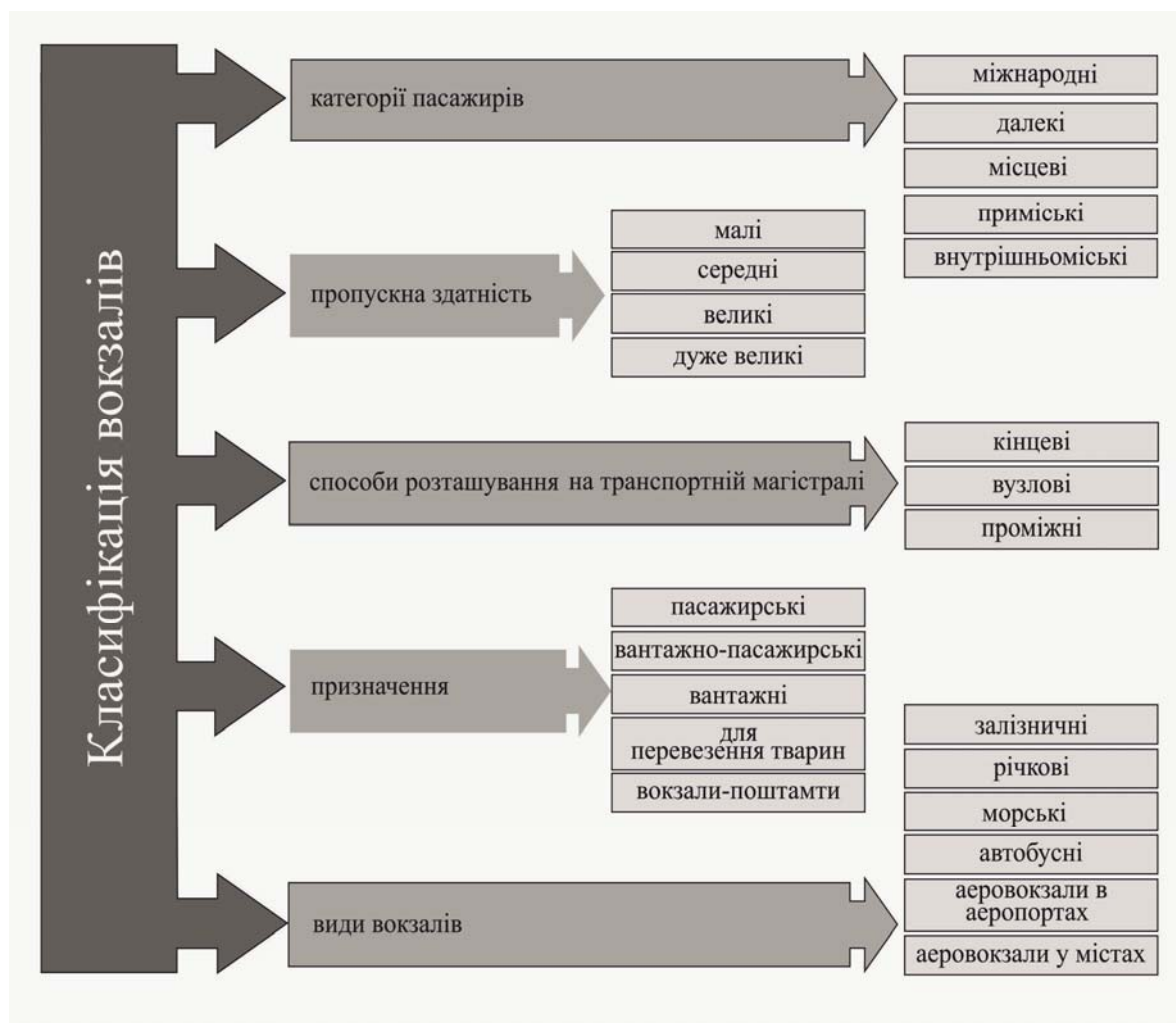 Класифікація вокзалів
категорії пасажирів
міжнародні
далекі
місцеві
приміські
внутрішньоміські
пропускна здатність
малі
середні
великі
дуже великі
способи розташування на транспортній магістралі
кінцеві
вузлові
проміжні
призначення
пасажирські
вантажно-пасажирські
вантажні
для
перевезення тварин
вокзали-поштамти
види вокзалів
залізничні
річкові
морські
автобусні
аеровокзали в
аеропортах
аеровокзали у містах